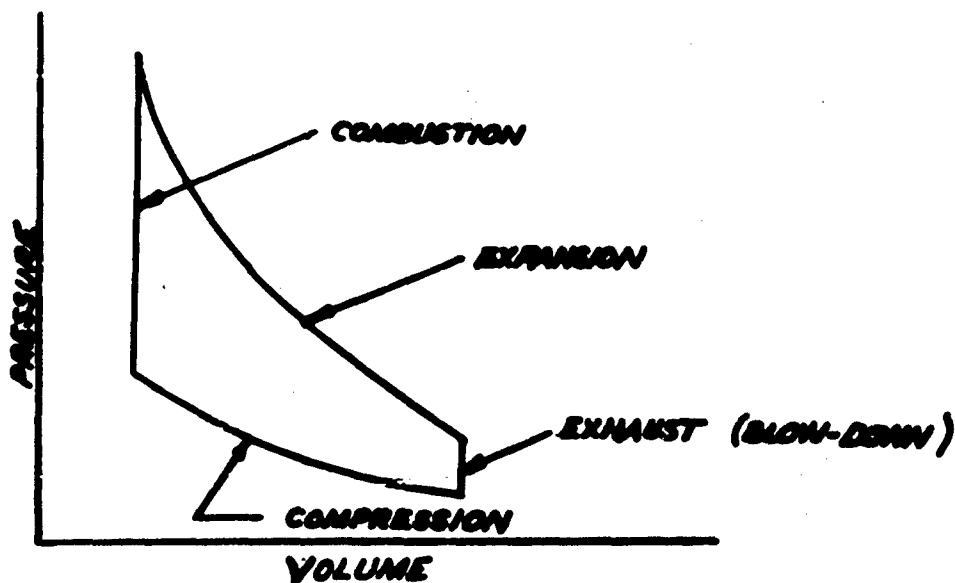 COMBUSTION
EXPANSION
PRESSURE
EXHAUST (BLOW-DOWN)
COMPRESSION
VOLUME